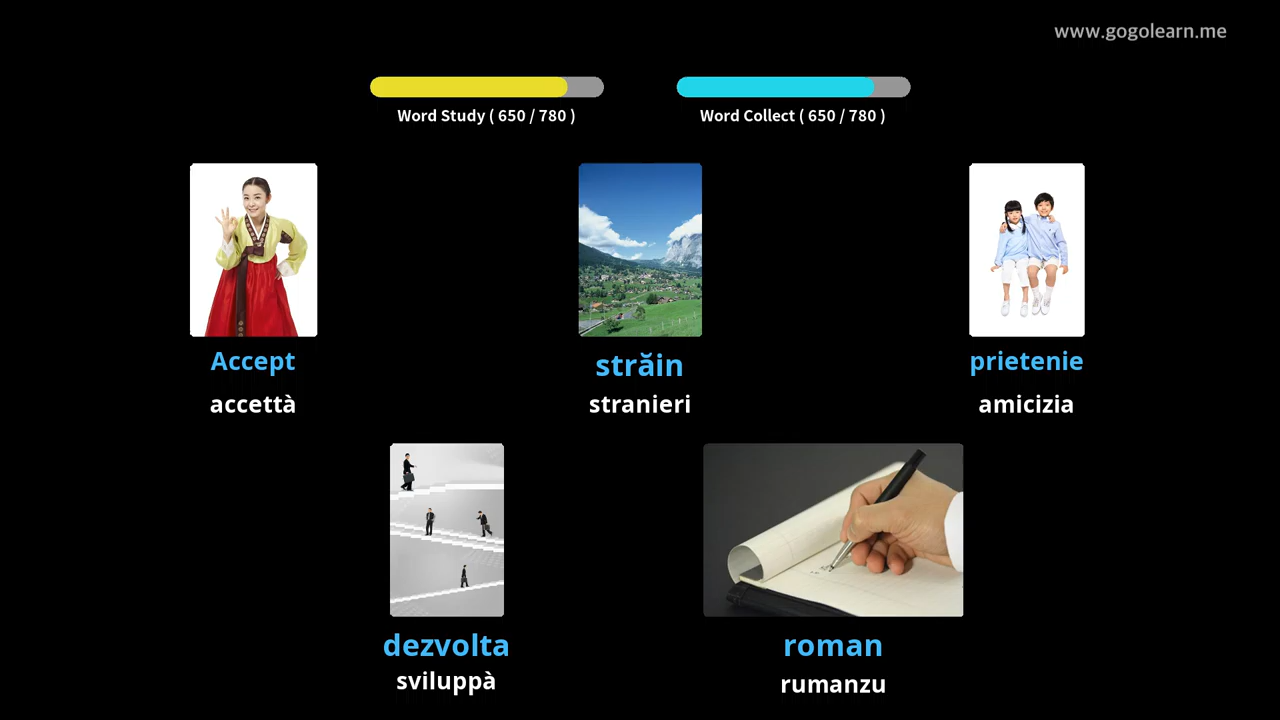 www.gogolearn.me
Word Study ( 650 / 780 )
Word Collect ( 650 / 780 )
Accept
străin
prietenie
accettà
stranieri
amicizia
dezvolta
roman
sviluppà
rumanzu